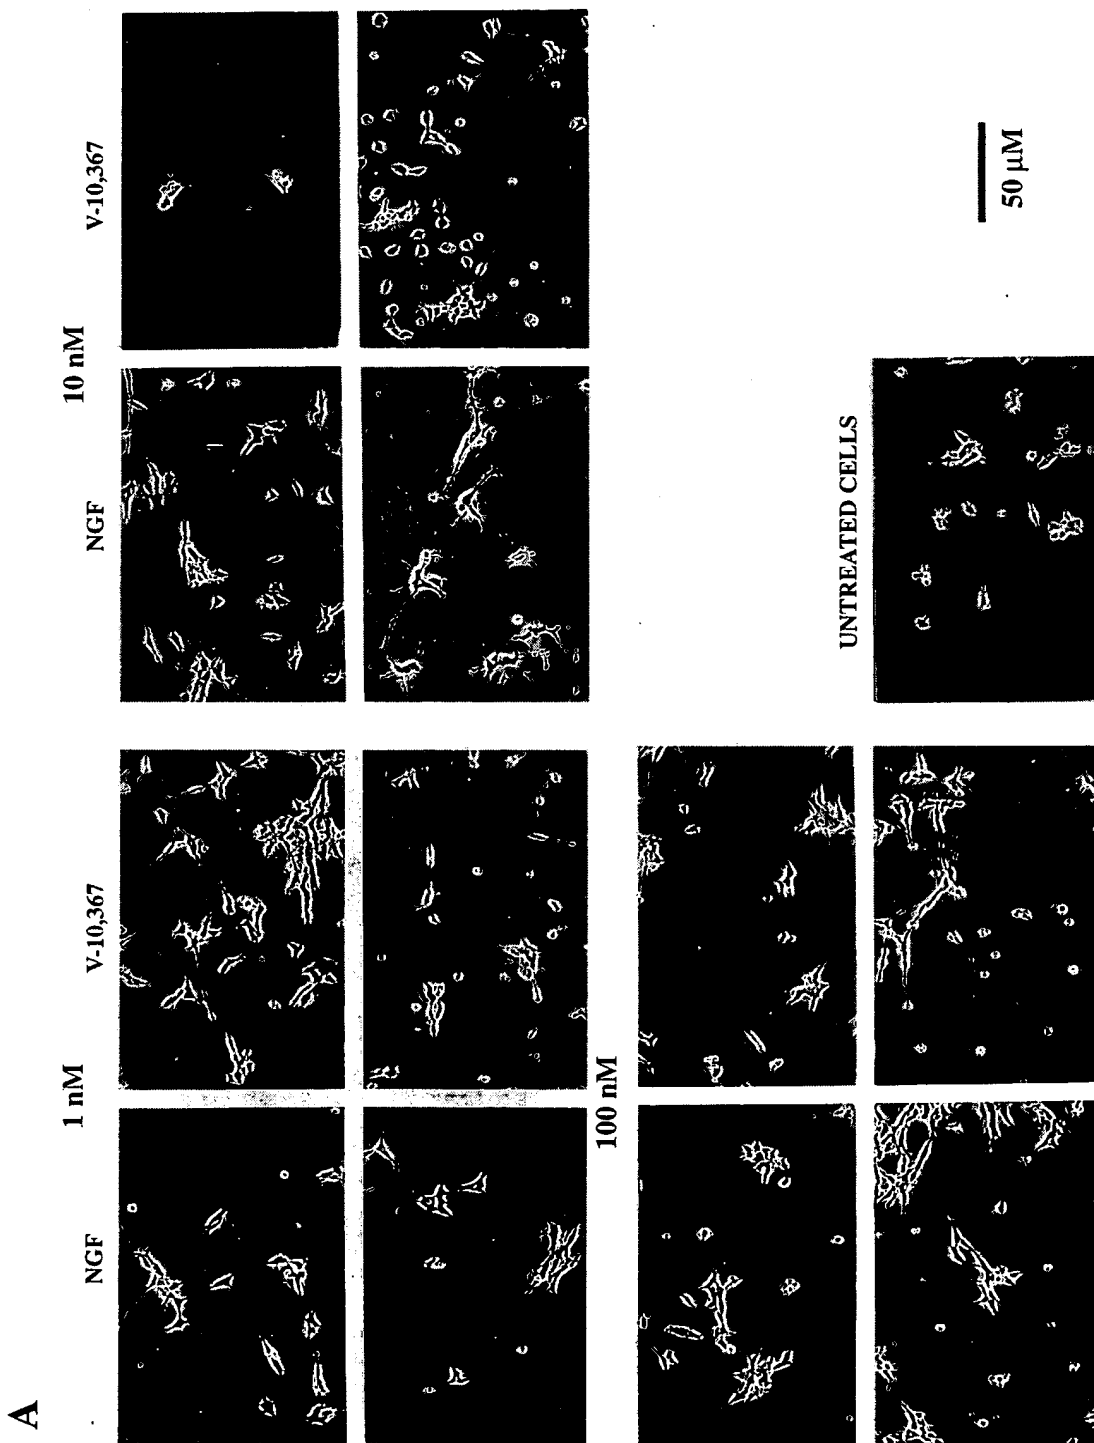 A
1 nM
10 nM
NGF
V-10,367
NGF
V-10,367
100 nM
UNTREATED CELLS
50 µM